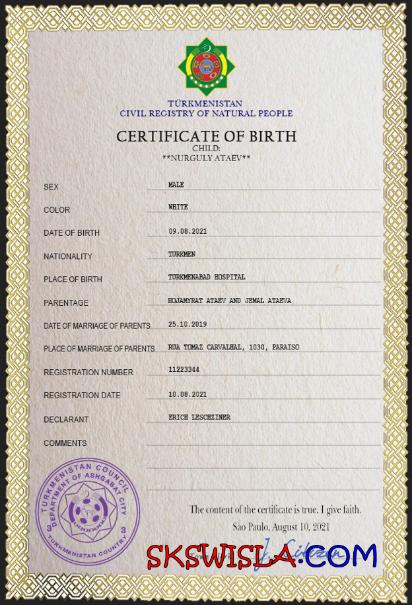 TÜRKMENISTAN
CIVIL REGISTRY OF NATURAL PEOPLE
CERTIFICATE OF BIRTH
CHILD:
**NURGULY ATAEV**
SEX MALE
COLOR WHITE
DATE OF BIRTH 09.08.2021
NATIONALITY TURKMEN
PLACE OF BIRTH TURKMENABAD HOSPITAL
PARENTAGE HOJAMYRAT ATAEV AND JEMAL ATAEVA
DATE OF MARRIAGE OF PARENTS 25.10.2019
PLACE OF MARRIAGE OF PARENTS RUA TOMAZ CARVALHAL, 1030, PARAISO
REGISTRATION NUMBER 11223344
REGISTRATION DATE 10.08.2021
DECLARANT ERICH LESCHZINER
COMMENTS
TURKMENISTAN COUNCIL
DEPARTMENT OF ASHGABAT CITY
TURKMENISTAN COUNTRY
3
The content of the certificate is true. I give faith.
São Paulo, August 10, 2021
SKSWISLA.COM